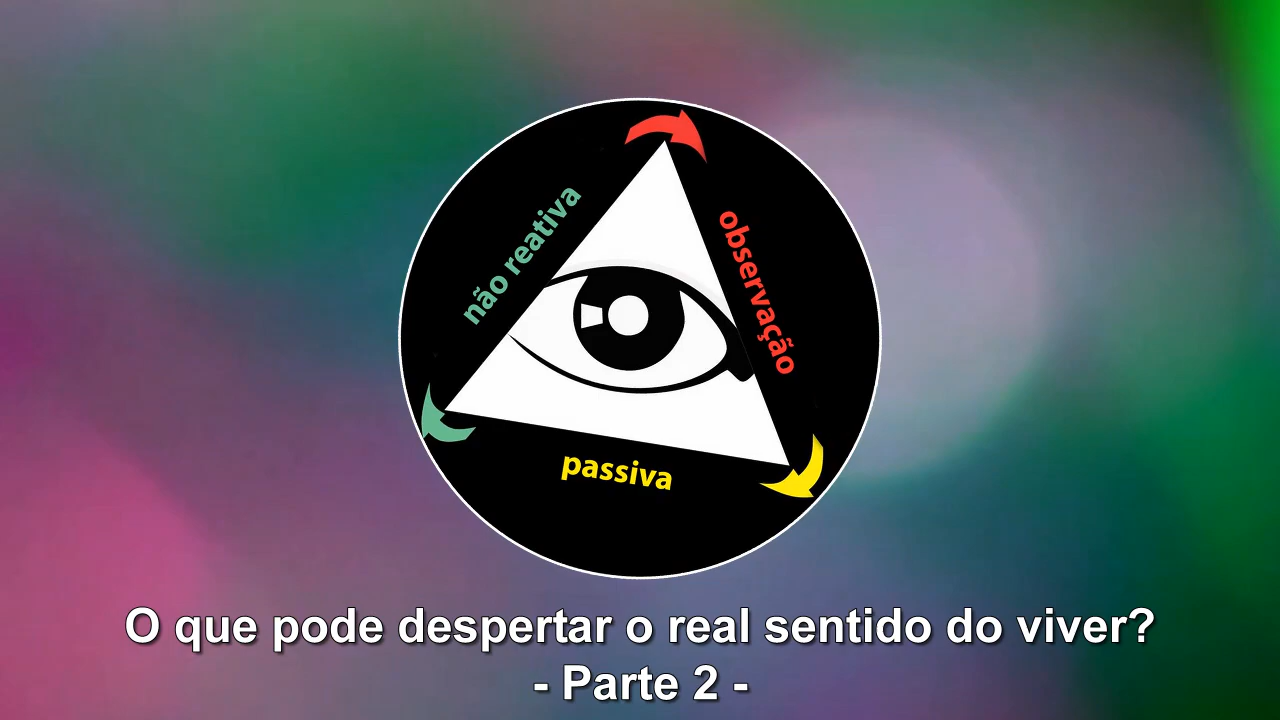 observação
passiva
não reativa
O que pode despertar o real sentido do viver?
- Parte 2 -